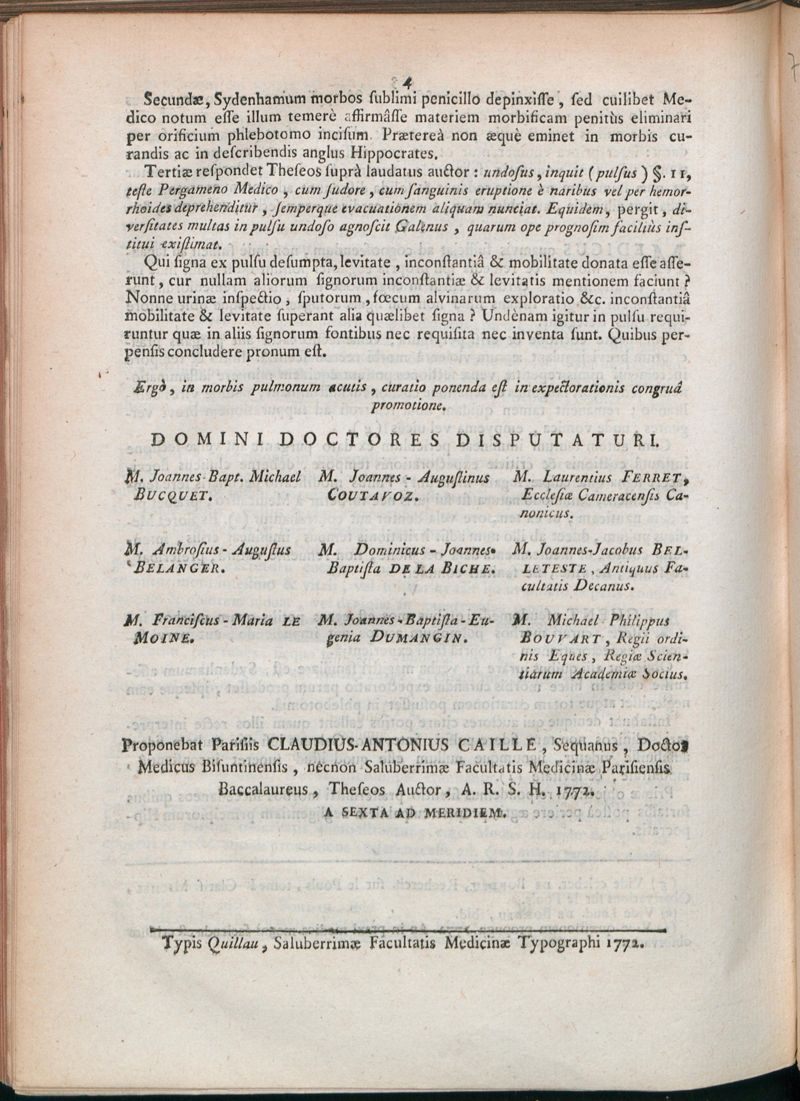 4
Secundæ, Sydenhamum morbos ſublimi penicillo depinxiſſe, ſed cuilibet Me-
dico notum eſſe illum temerè affirmâſſe materiem morbificam penitùs eliminari
per orificium phlebotomo inciſum. Prætereà non æquè eminet in morbis cu-
randis ac in deſcribendis anglus Hippocrates.
Tertiæ reſpondet Theſeos ſuprà laudatus auctor : undoſus, inquit (pulſus) §. 11,
teſte Pergameno Medico, cum ſudore, cum ſanguinis eruptione è naribus vel per hemor-
rhoides deprehenditur, ſemperque evacuationem aliquam nunciat. Equidem, pergit, di-
verſitates multas in pulſu undoſo agnoſcit Galenus, quarum ope prognoſim faciliùs inſ-
titui exiſtimat.
Qui ſigna ex pulſu deſumpta, levitate, inconſtantiâ & mobilitate donata eſſe aſſe-
runt, cur nullam aliorum ſignorum inconſtantiæ & levitatis mentionem faciunt ?
Nonne urinæ inſpectio, ſputorum, fœcum alvinarum exploratio &c. inconſtantiâ
mobilitate & levitate ſuperant alia quælibet ſigna ? Undènam igitur in pulſu requi-
runtur quæ in aliis ſignorum fontibus nec requiſita nec inventa ſunt. Quibus per-
penſis concludere pronum eſt.
Ergò, in morbis pulmonum acutis, curatio ponenda eſt in expectorationis congruâ
promotione.
DOMINI DOCTORES DISPUTATURI.
M. Joannes-Bapt. Michael
BUCQUET.
M. Joannes-Auguſtinus
COUTAVOZ.
M. Laurentius FERRET,
Eccleſiæ Cameracenſis Ca-
nonicus.
M. Ambroſius-Auguſtus
BELANGER.
M. Dominicus-Joannes-
Baptiſta DE LA BICHE.
M. Joannes-Jacobus BEL-
LETESTE, Antiquus Fa-
cultatis Decanus.
M. Franciſcus-Maria LE
MOINE.
M. Joannes-Baptiſta-Eu-
genia DUMANGIN.
M. Michael Philippus
BOUVART, Regii ordi-
nis Eques, Regiæ Scien-
tiarum Academiæ Socius.
Proponebat Pariſiis CLAUDIUS-ANTONIUS CAILLE, Sequanus, Doctor
Medicus Biſuntinenſis, necnon Saluberrimæ Facultatis Medicinæ Pariſienſis
Baccalaureus, Theſeos Auctor, A. R. S. H. 1772.
A SEXTA AD MERIDIEM.
Typis Quillau, Saluberrimæ Facultatis Medicinæ Typographi 1772.